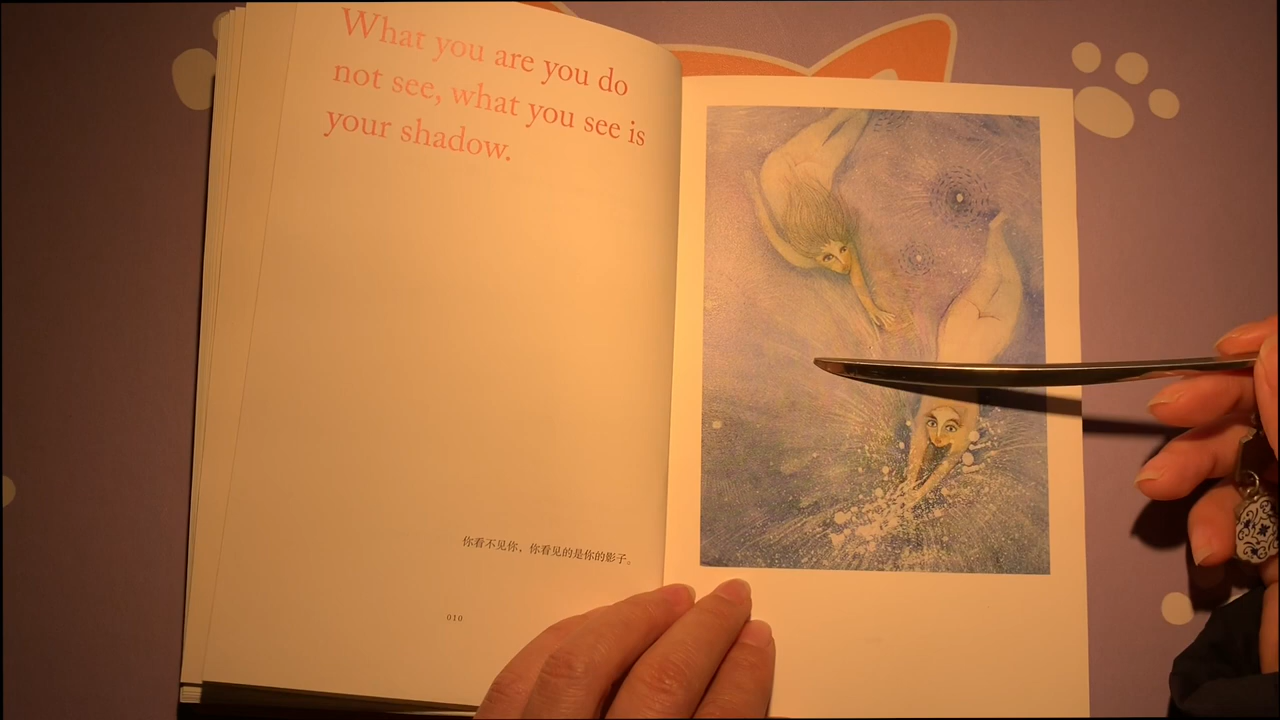 What you are you do
not see, what you see is
your shadow.
你看不见你，你看见的是你的影子。
010